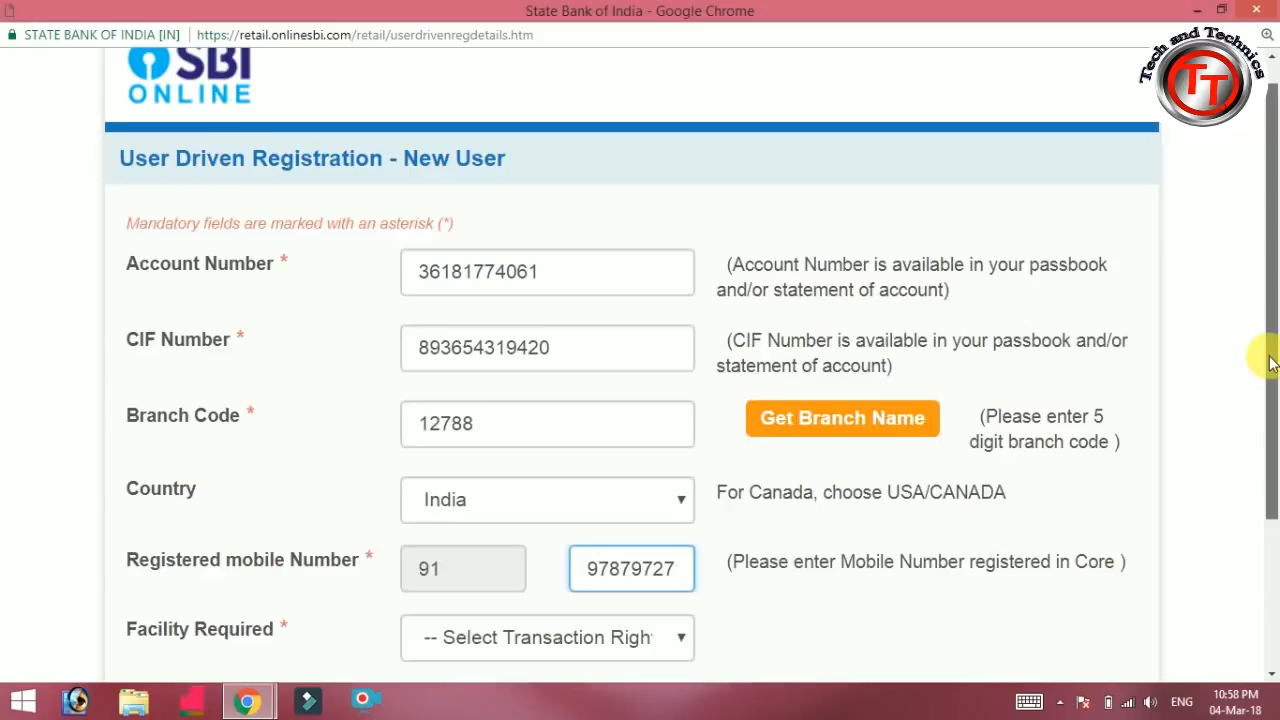 State Bank of India - Google Chrome
STATE BANK OF INDIA [IN] https://retail.onlinesbi.com/retail/userdrivenregdetails.htm
Tech and Technics
TT
SBI
ONLINE
User Driven Registration - New User
Mandatory fields are marked with an asterisk (*)
Account Number * 36181774061 (Account Number is available in your passbook
and/or statement of account)
CIF Number * 893654319420 (CIF Number is available in your passbook and/or
statement of account)
Branch Code * 12788 Get Branch Name (Please enter 5
digit branch code )
Country India For Canada, choose USA/CANADA
Registered mobile Number * 91 97879727 (Please enter Mobile Number registered in Core )
Facility Required * -- Select Transaction Righ
ENG 10:58 PM
04-Mar-18